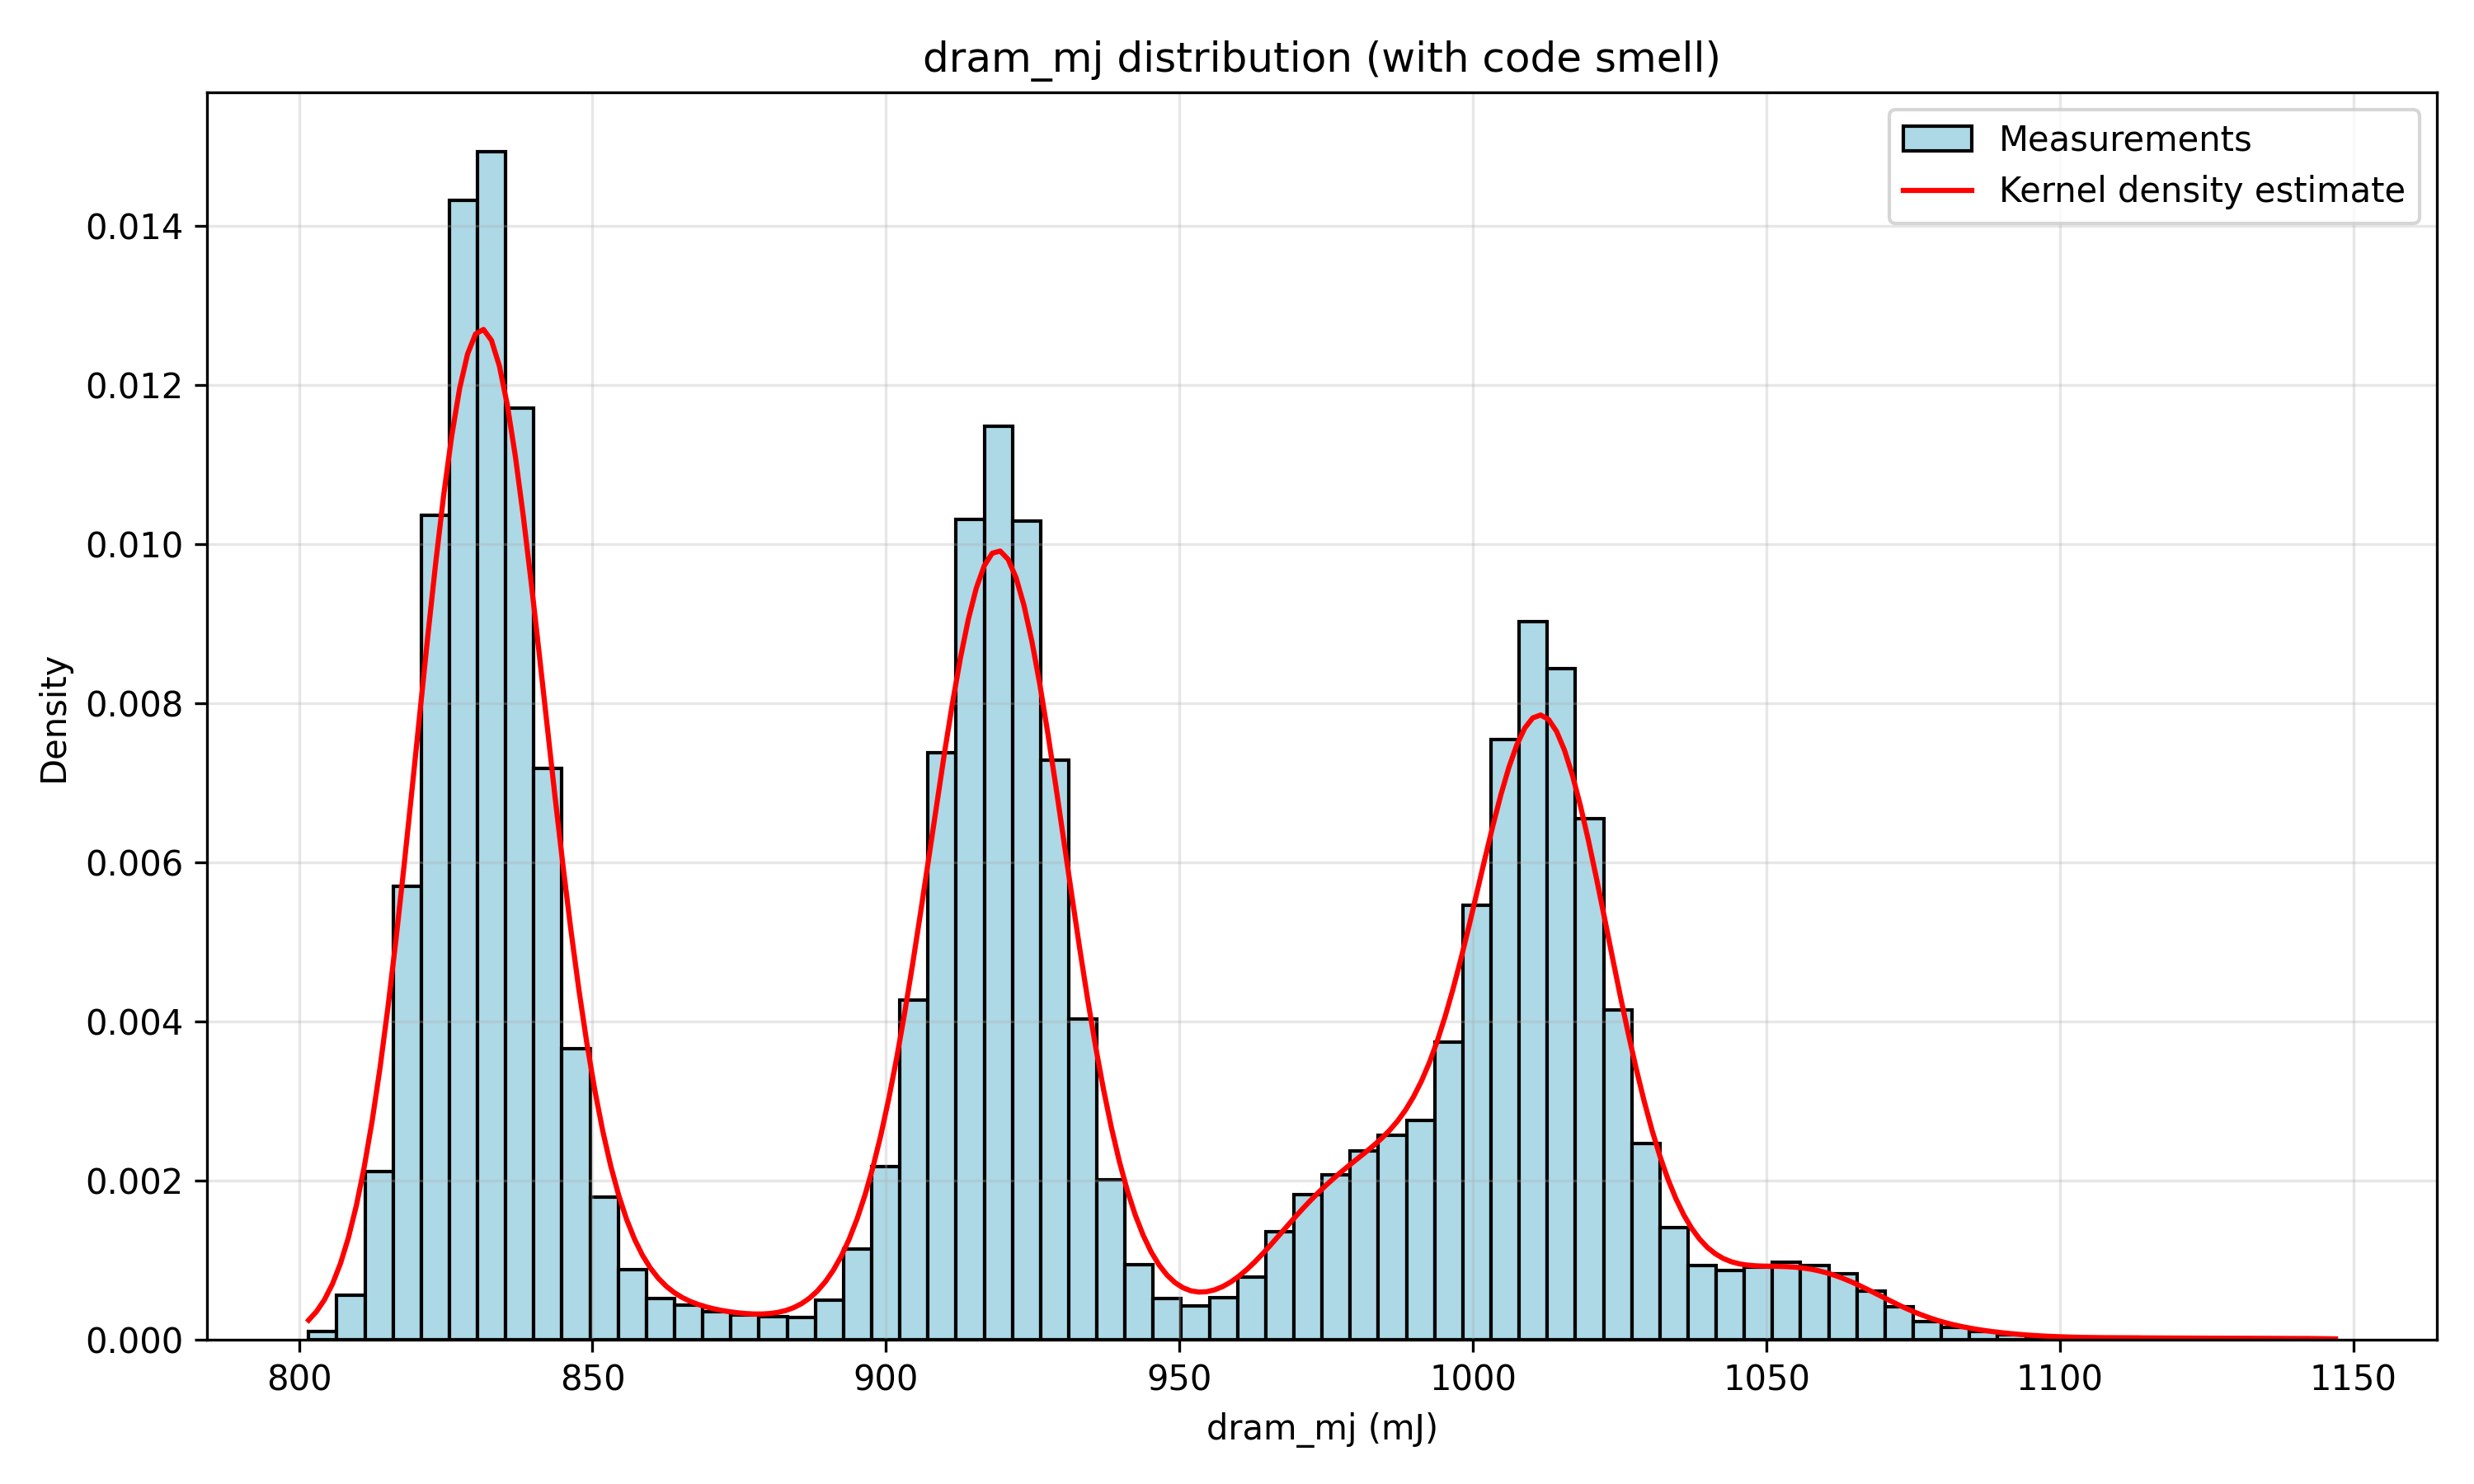 dram_mj distribution (with code smell)
Measurements
Kernel density estimate
Density
0.014
0.012
0.010
0.008
0.006
0.004
0.002
0.000
800 850 900 950 1000 1050 1100 1150
dram_mj (mJ)